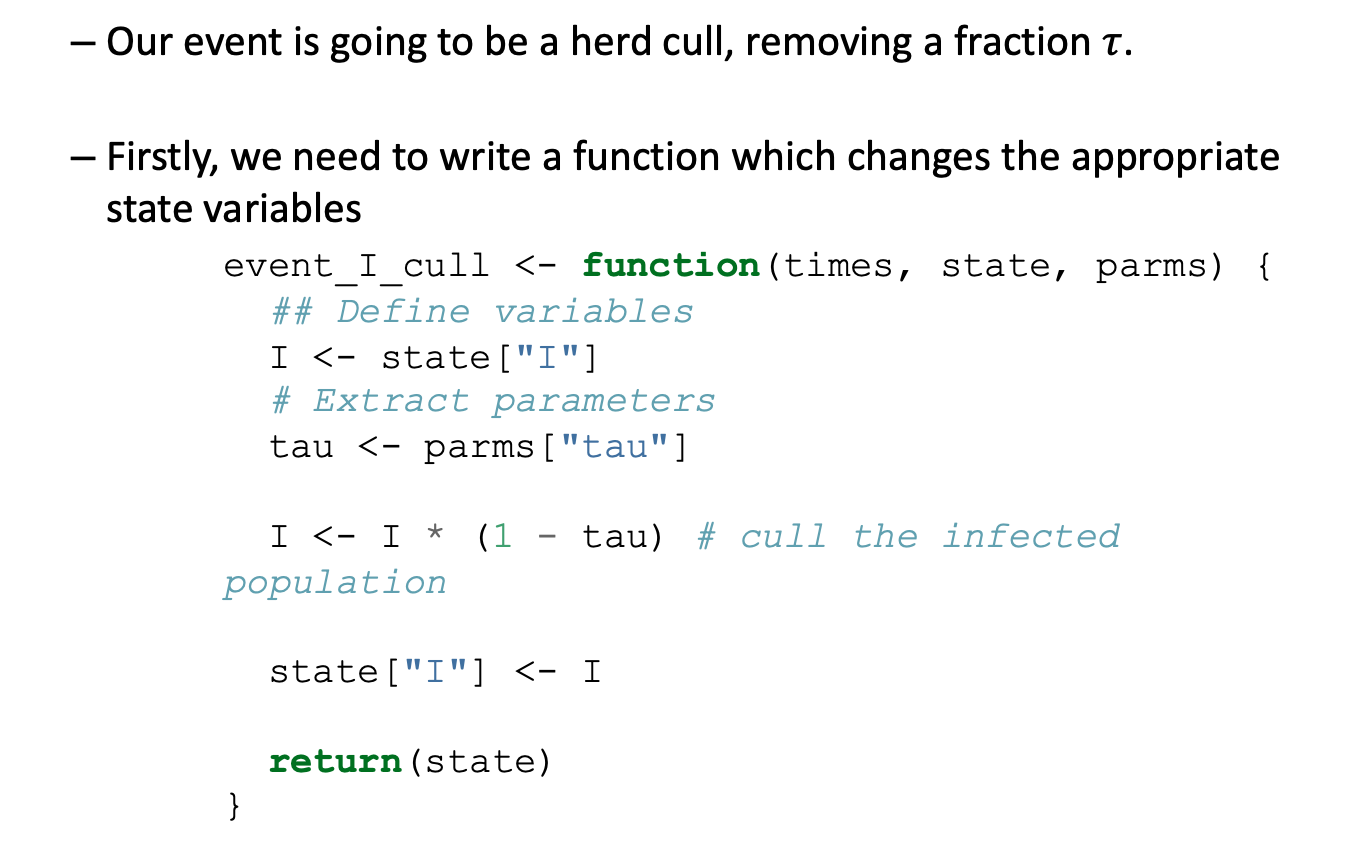 – Our event is going to be a herd cull, removing a fraction τ.
– Firstly, we need to write a function which changes the appropriate
state variables
event_I_cull <- function(times, state, parms) {
## Define variables
I <- state["I"]
# Extract parameters
tau <- parms["tau"]
I <- I * (1 - tau) # cull the infected
population
state["I"] <- I
return(state)
}